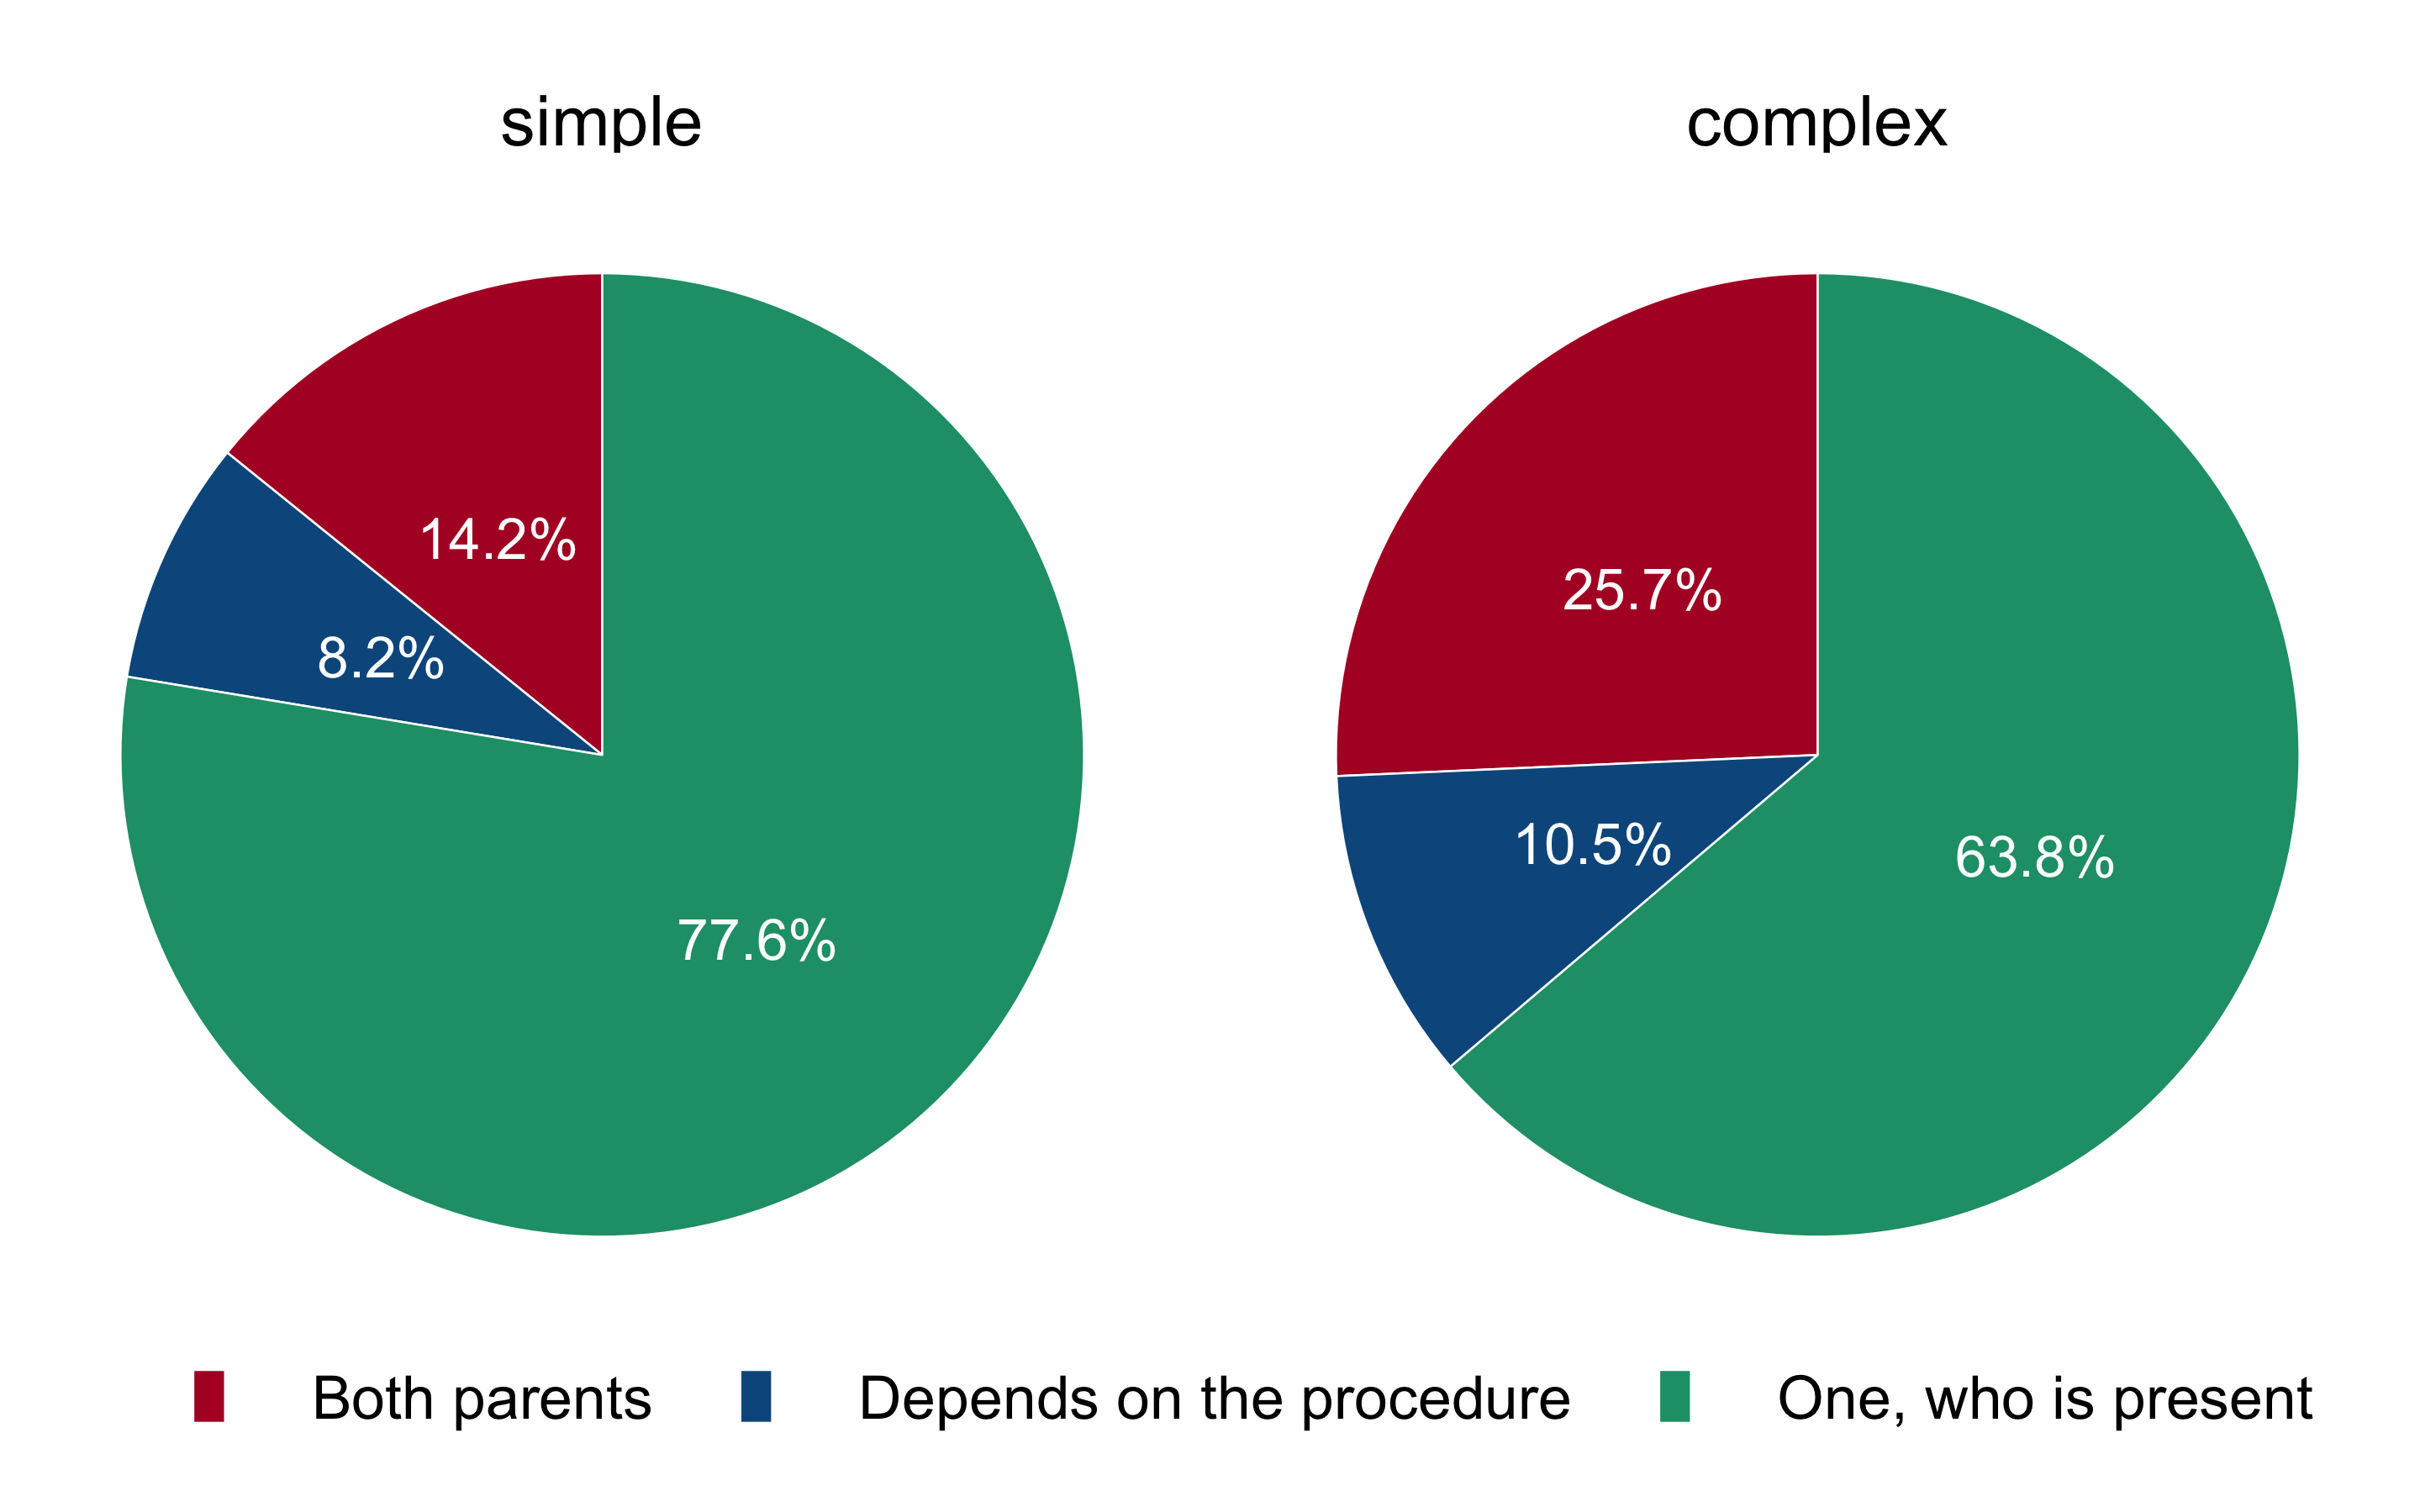 simple
complex
14.2%
8.2%
77.6%
25.7%
10.5%
63.8%
Both parents
Depends on the procedure
One, who is present